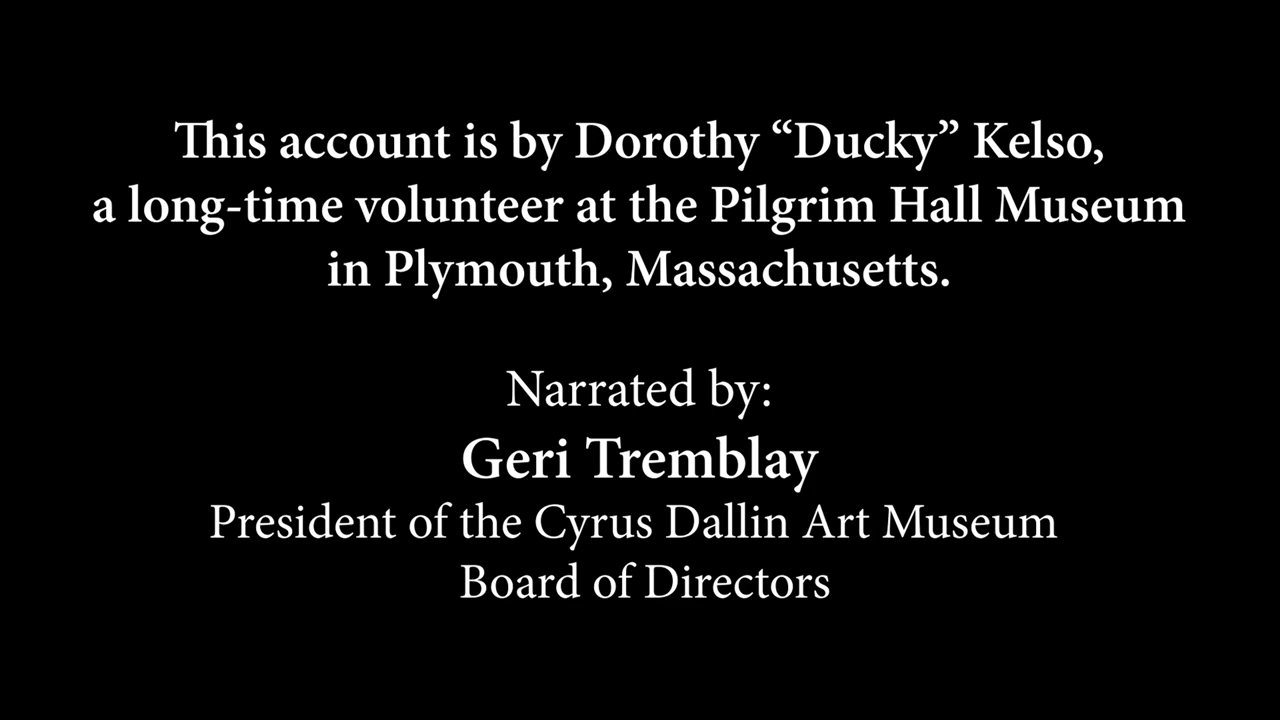 This account is by Dorothy “Ducky” Kelso,
a long-time volunteer at the Pilgrim Hall Museum
in Plymouth, Massachusetts.
Narrated by:
Geri Tremblay
President of the Cyrus Dallin Art Museum
Board of Directors